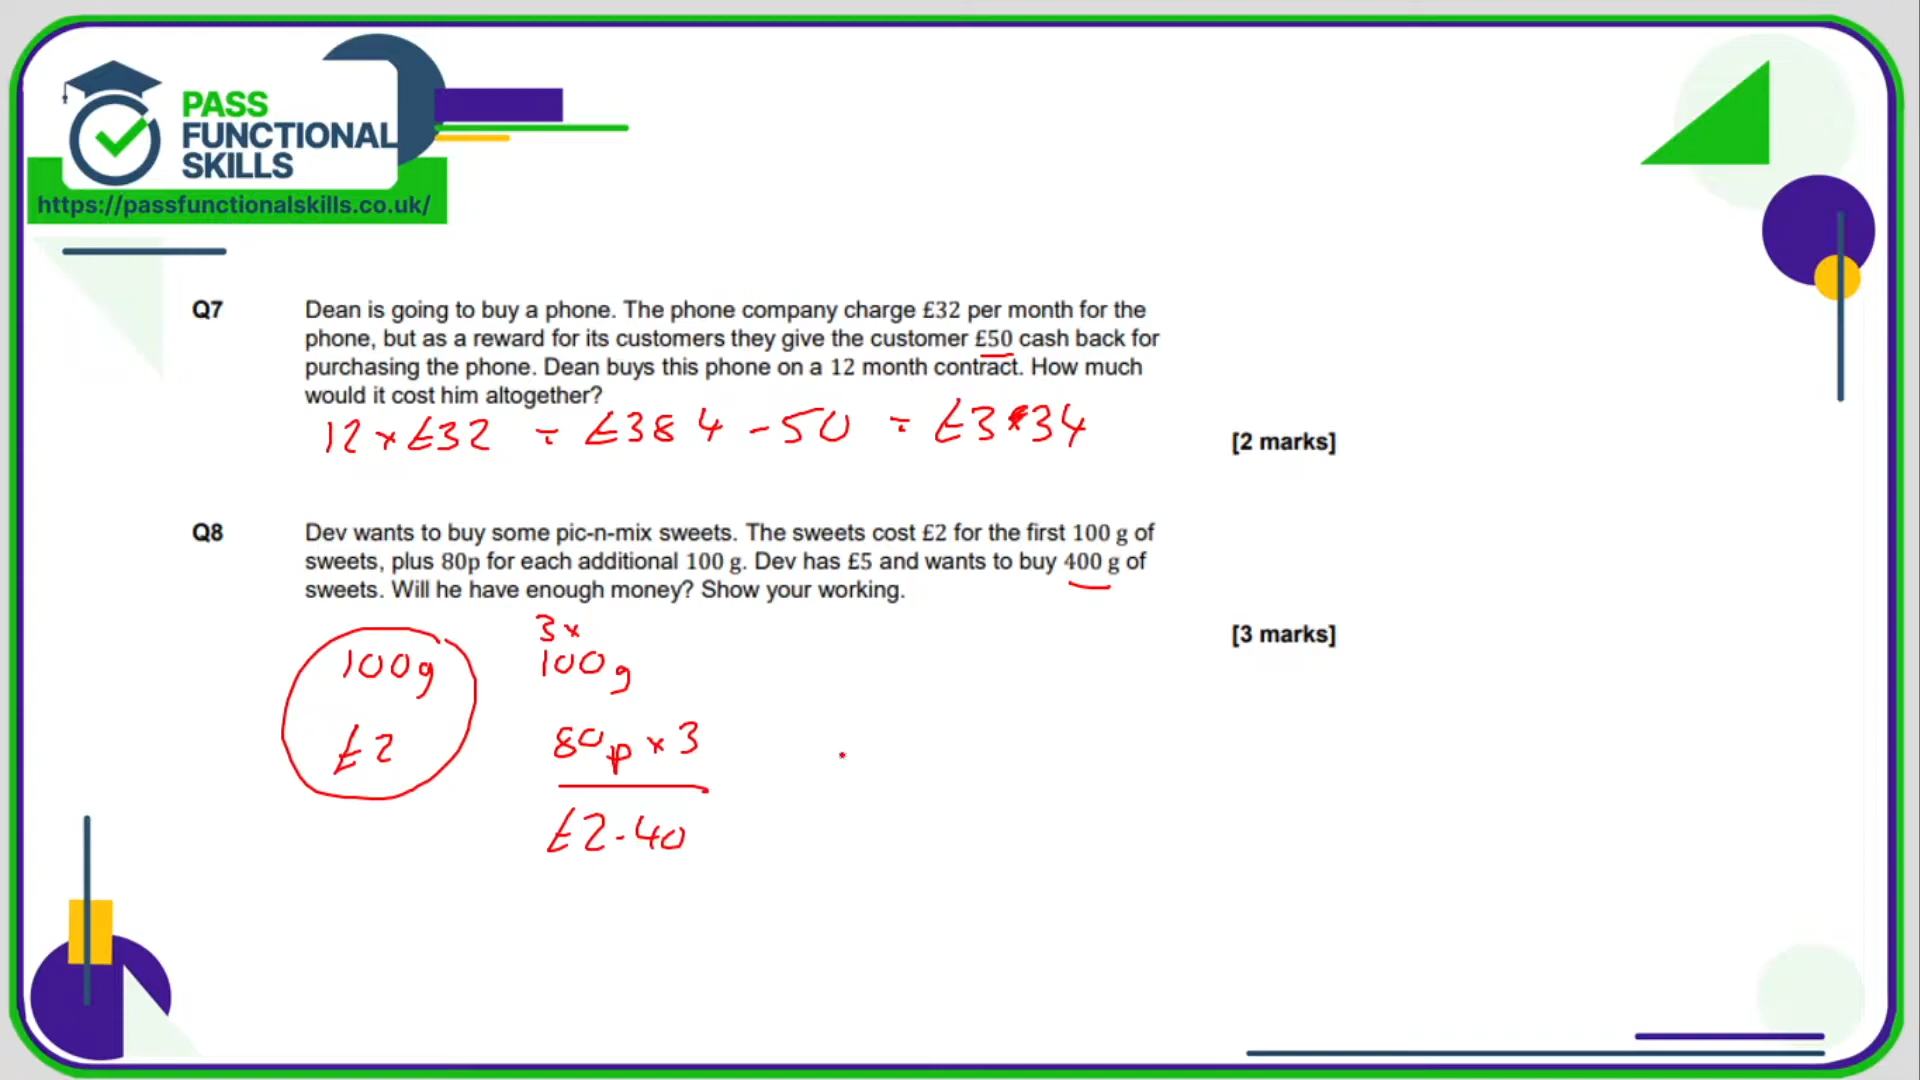 PASS
FUNCTIONAL
SKILLS
https://passfunctionalskills.co.uk/
Q7
Dean is going to buy a phone. The phone company charge £32 per month for the
phone, but as a reward for its customers they give the customer £50 cash back for
purchasing the phone. Dean buys this phone on a 12 month contract. How much
would it cost him altogether?
12 × £32 = £384 - 50 = £334
[2 marks]
Q8
Dev wants to buy some pic-n-mix sweets. The sweets cost £2 for the first 100 g of
sweets, plus 80p for each additional 100 g. Dev has £5 and wants to buy 400 g of
sweets. Will he have enough money? Show your working.
[3 marks]
3 ×
100g 100g
£2 80p × 3
£2.40